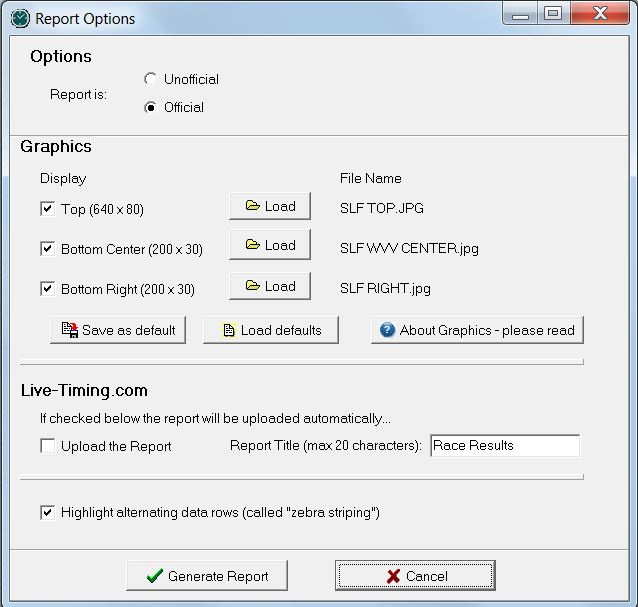 Report Options
Options
Report is:
Unofficial
Official
Graphics
Display File Name
Top (640 x 80) Load SLF TOP.JPG
Bottom Center (200 x 30) Load SLF WVV CENTER.jpg
Bottom Right (200 x 30) Load SLF RIGHT.jpg
Save as default Load defaults About Graphics - please read
Live-Timing.com
If checked below the report will be uploaded automatically...
Upload the Report Report Title (max 20 characters): Race Results
Highlight alternating data rows (called "zebra striping")
Generate Report Cancel